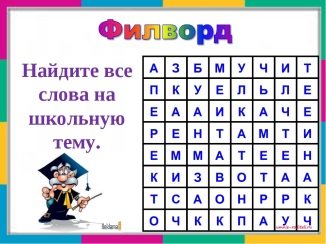 Филворд
Найдите все
слова на
школьную
тему.
А З Б М У Ч И Т
П К У Е Л Ь Л Е
Е А А И К А Ч Е
Р Е Н Т А М Т И
Е М М А Т Е Е Н
К И З В О Т А А
Т С А О Н Р Р К
О Ч К К П А У Ч